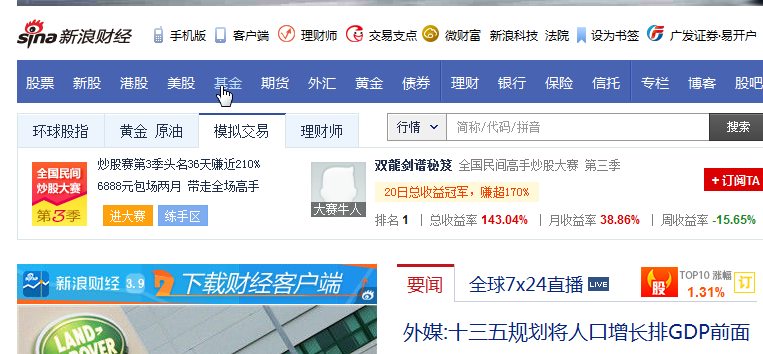 sina 新浪财经 手机版 客户端 理财师 交易支点 微财富 新浪科技 法院 设为书签 广发证券·易开户
股票 新股 港股 美股 基金 期货 外汇 黄金 债券 理财 银行 保险 信托 专栏 博客 股吧
环球股指 黄金 原油 模拟交易 理财师 行情 简称/代码/拼音 搜索
全国民间
炒股大赛
第3季
炒股赛第3季头名36天赚近210%
6888元包场两月 带走全场高手
进大赛 练手区
大赛牛人
双龍剑谱秘笈 全国民间高手炒股大赛 第三季
20日总收益冠军,赚超170%
+订阅TA
排名 1 | 总收益率 143.04% | 月收益率 38.86% | 周收益率 -15.65%
新浪财经 3.9 下载财经客户端
要闻 全球7x24直播 LIVE
股 TOP10 涨幅 1.31% 订
LAND
ROVER
外媒:十三五规划将人口增长排GDP前面